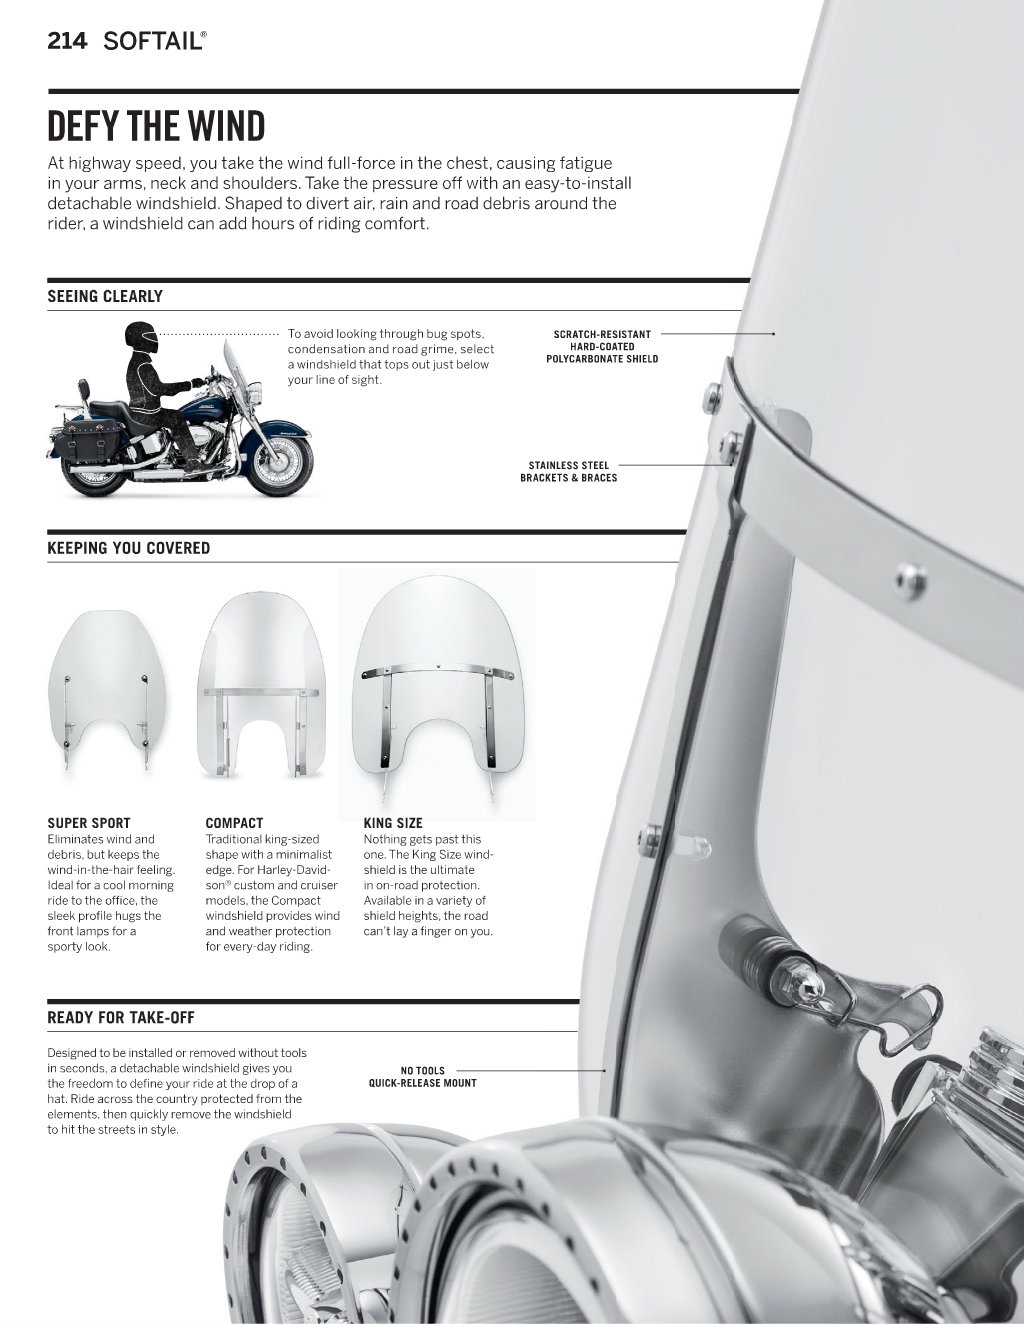 214 SOFTAIL®
DEFY THE WIND
At highway speed, you take the wind full-force in the chest, causing fatigue
in your arms, neck and shoulders. Take the pressure off with an easy-to-install
detachable windshield. Shaped to divert air, rain and road debris around the
rider, a windshield can add hours of riding comfort.
SEEING CLEARLY
To avoid looking through bug spots,
condensation and road grime, select
a windshield that tops out just below
your line of sight.
SCRATCH-RESISTANT
HARD-COATED
POLYCARBONATE SHIELD
STAINLESS STEEL
BRACKETS & BRACES
KEEPING YOU COVERED
SUPER SPORT
Eliminates wind and
debris, but keeps the
wind-in-the-hair feeling.
Ideal for a cool morning
ride to the office, the
sleek profile hugs the
front lamps for a
sporty look.
COMPACT
Traditional king-sized
shape with a minimalist
edge. For Harley-David-
son® custom and cruiser
models, the Compact
windshield provides wind
and weather protection
for every-day riding.
KING SIZE
Nothing gets past this
one. The King Size wind-
shield is the ultimate
in on-road protection.
Available in a variety of
shield heights, the road
can't lay a finger on you.
READY FOR TAKE-OFF
Designed to be installed or removed without tools
in seconds, a detachable windshield gives you
the freedom to define your ride at the drop of a
hat. Ride across the country protected from the
elements, then quickly remove the windshield
to hit the streets in style.
NO TOOLS
QUICK-RELEASE MOUNT